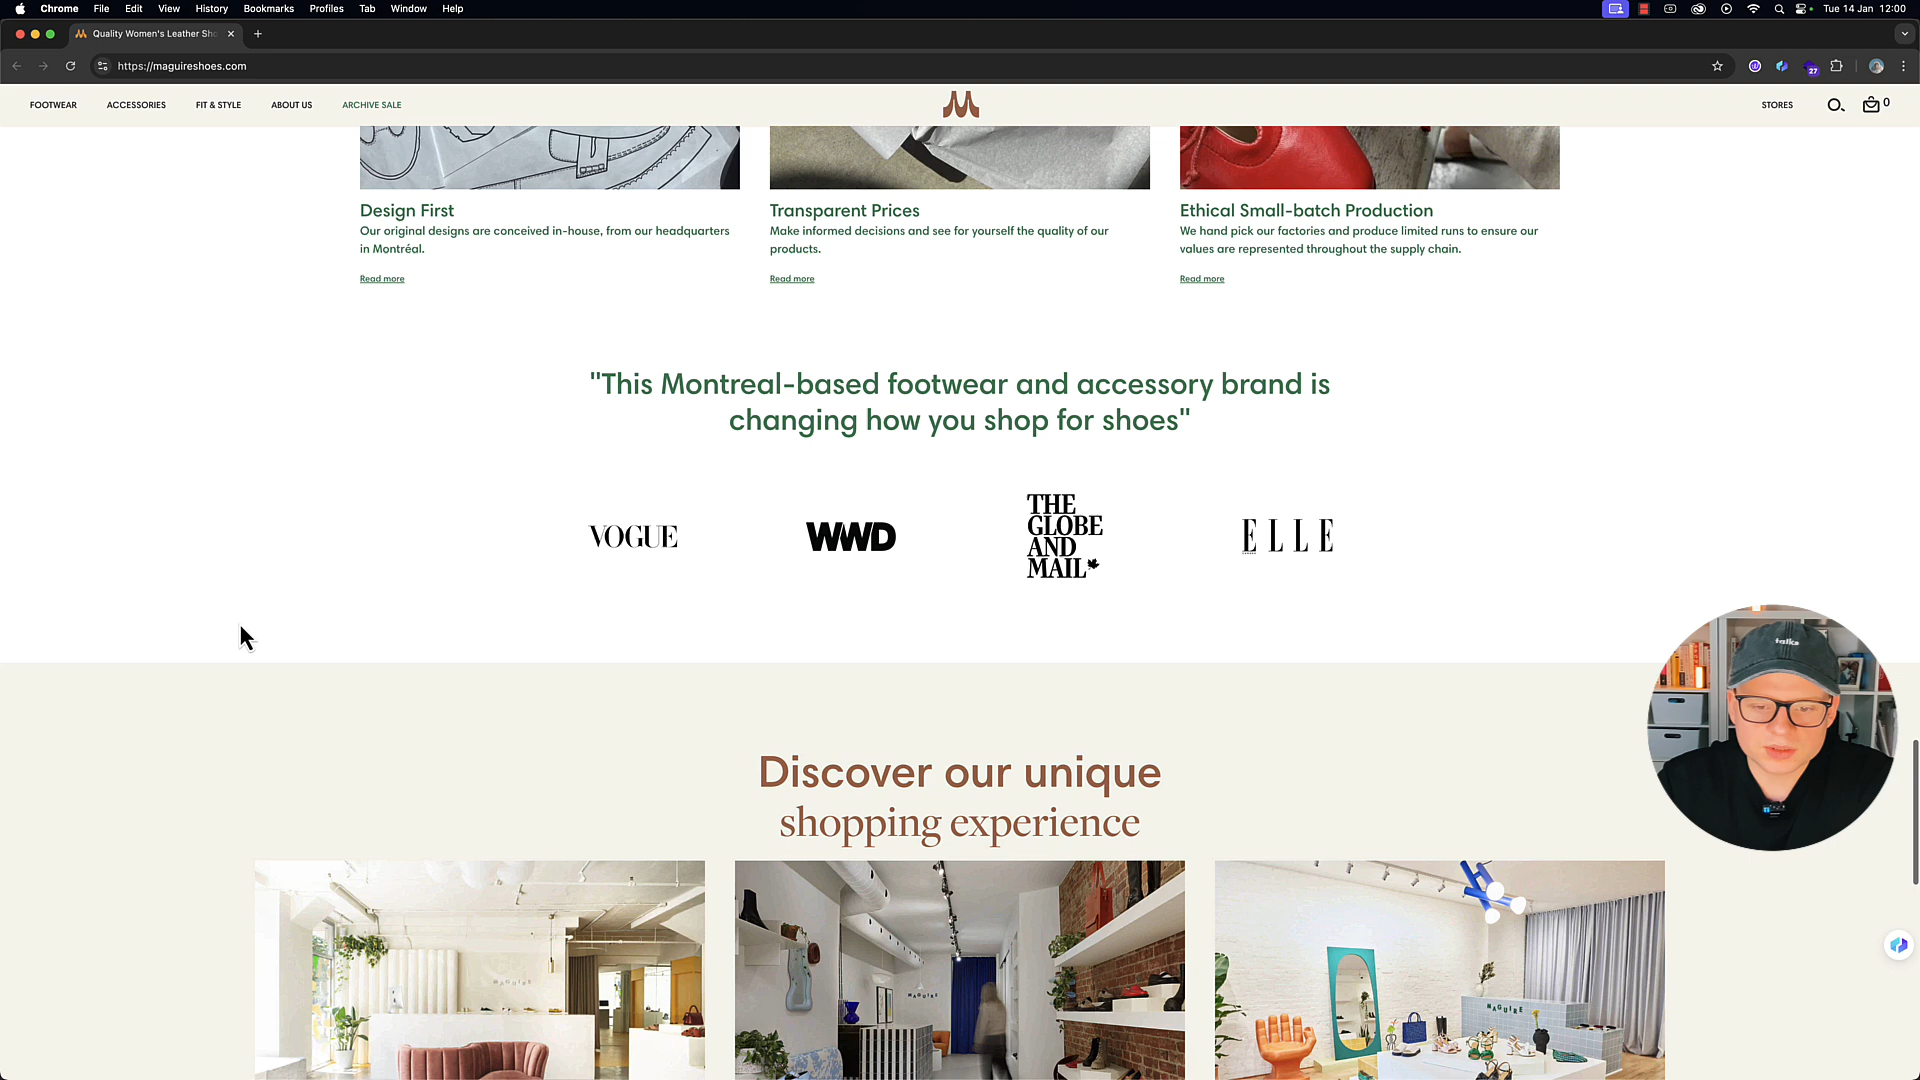 Chrome File Edit View History Bookmarks Profiles Tab Window Help
Tue 14 Jan 12:00
Quality Women's Leather Sho
https://maguireshoes.com
27
FOOTWEAR ACCESSORIES FIT & STYLE ABOUT US ARCHIVE SALE
STORES
0
Design First
Our original designs are conceived in-house, from our headquarters
in Montréal.
Read more
Transparent Prices
Make informed decisions and see for yourself the quality of our
products.
Read more
Ethical Small-batch Production
We hand pick our factories and produce limited runs to ensure our
values are represented throughout the supply chain.
Read more
"This Montreal-based footwear and accessory brand is
changing how you shop for shoes"
VOGUE
WWD
THE
GLOBE
AND
MAIL
ELLE
talks
Discover our unique
shopping experience
MAGUIRE
MAGUIRE
MAGUIRE